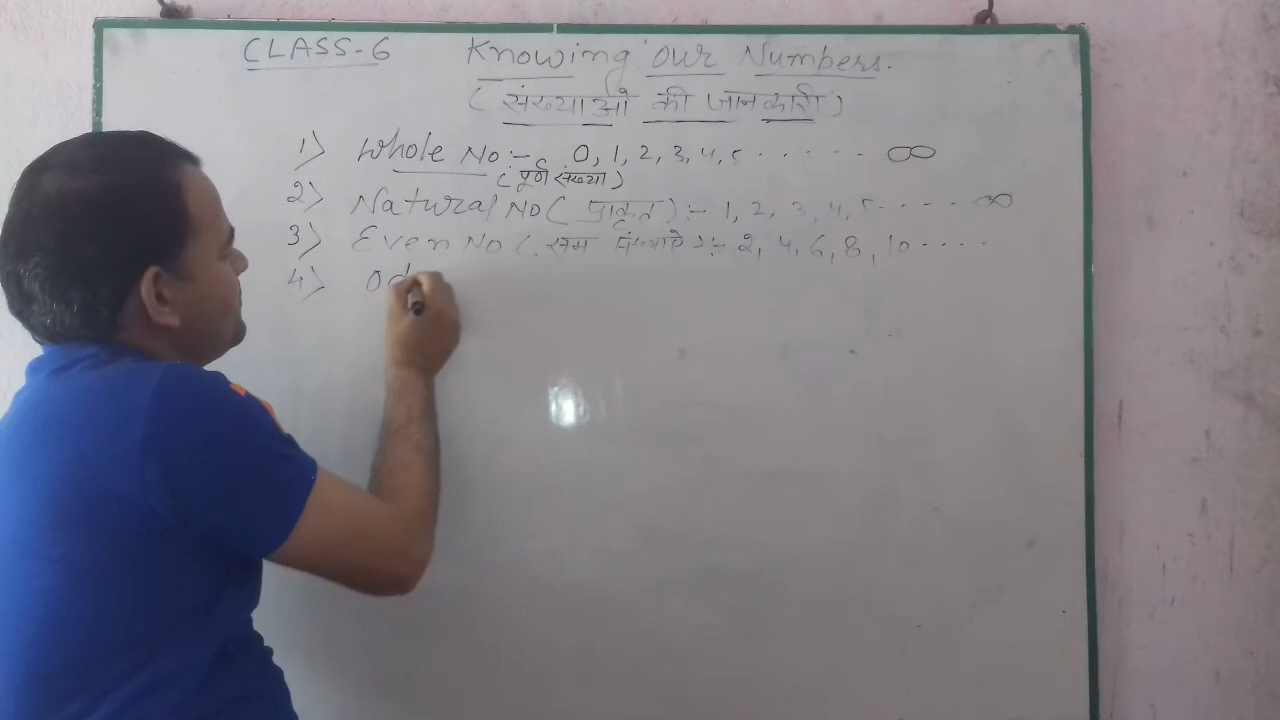 CLASS-6 Knowing our Numbers.
(संख्याओ की जानकारी)
1) Whole No:- 0, 1, 2, 3, 4, 5 . . . . . . ∞
(पूर्ण संख्या)
2) Natural No ( प्राकृत ) :- 1, 2, 3, 4, 5 . . . . . ∞
3) Even No (सम संख्याऐ) :- 2, 4, 6, 8, 10 . . . .
4) Od